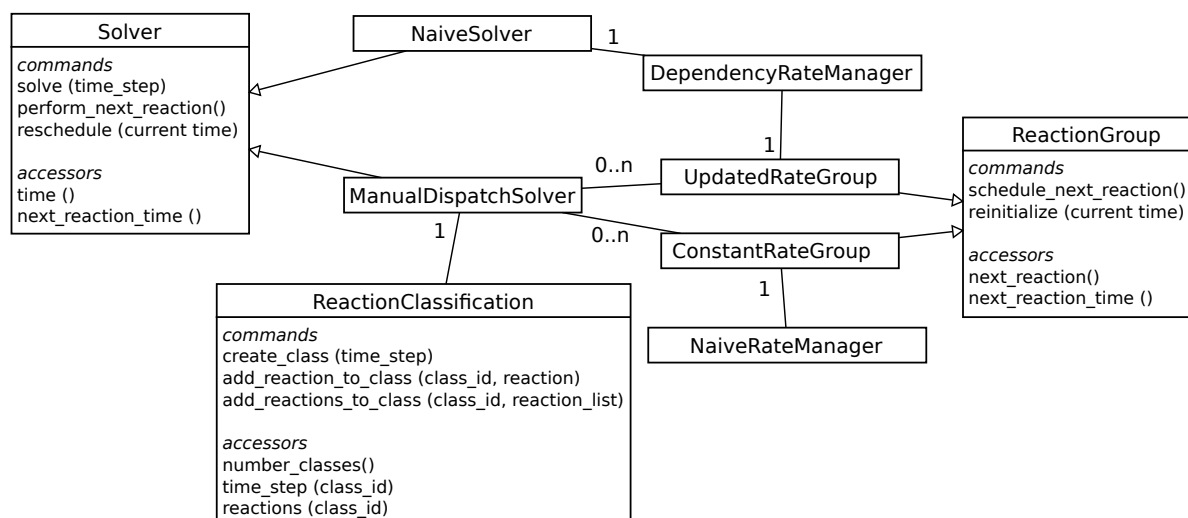 Solver
commands
solve (time_step)
perform_next_reaction()
reschedule (current time)
accessors
time ()
next_reaction_time ()
NaiveSolver
1
DependencyRateManager
1
0..n
UpdatedRateGroup
ManualDispatchSolver
1
0..n
ConstantRateGroup
1
NaiveRateManager
ReactionGroup
commands
schedule_next_reaction()
reinitialize (current time)
accessors
next_reaction()
next_reaction_time ()
ReactionClassification
commands
create_class (time_step)
add_reaction_to_class (class_id, reaction)
add_reactions_to_class (class_id, reaction_list)
accessors
number_classes()
time_step (class_id)
reactions (class_id)